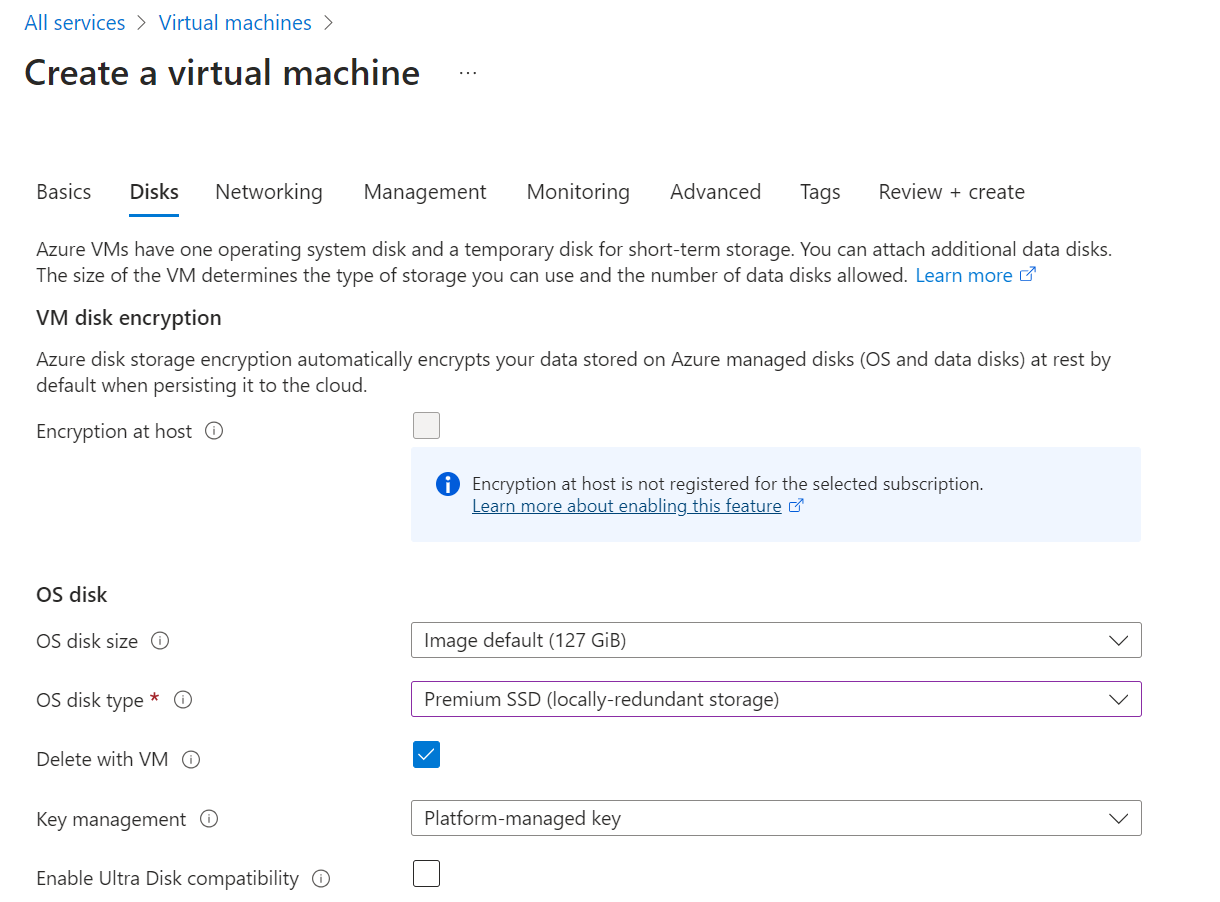 All services > Virtual machines >
Create a virtual machine ...
Basics Disks Networking Management Monitoring Advanced Tags Review + create
Azure VMs have one operating system disk and a temporary disk for short-term storage. You can attach additional data disks.
The size of the VM determines the type of storage you can use and the number of data disks allowed. Learn more
VM disk encryption
Azure disk storage encryption automatically encrypts your data stored on Azure managed disks (OS and data disks) at rest by
default when persisting it to the cloud.
Encryption at host
Encryption at host is not registered for the selected subscription.
Learn more about enabling this feature
OS disk
OS disk size Image default (127 GiB)
OS disk type * Premium SSD (locally-redundant storage)
Delete with VM
Key management Platform-managed key
Enable Ultra Disk compatibility